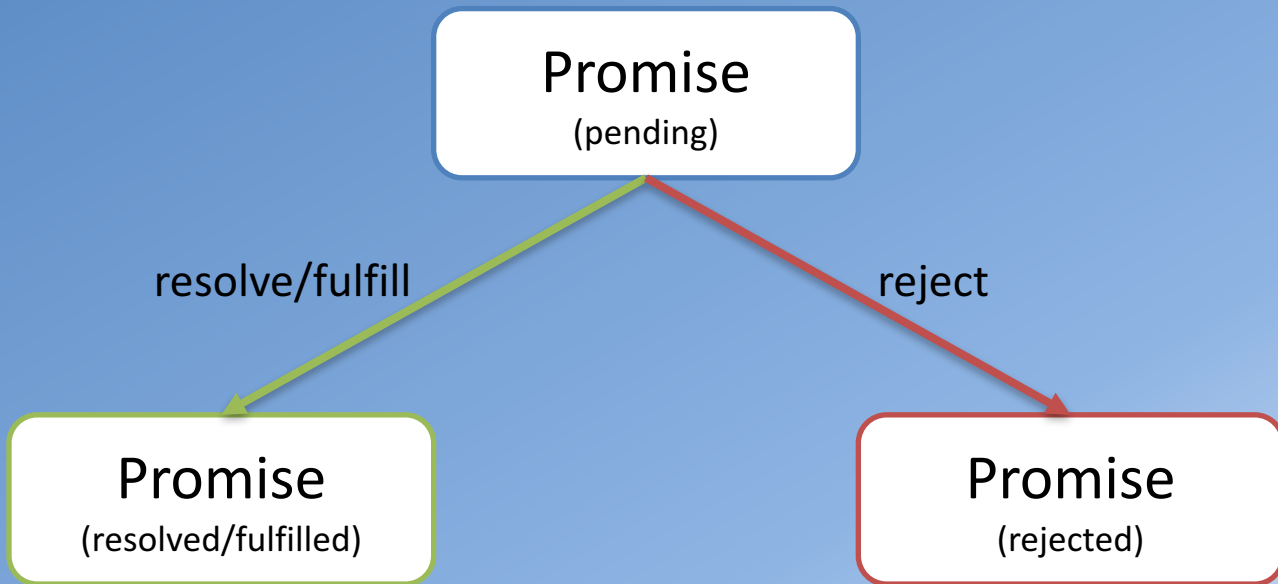 Promise
(pending)
resolve/fulfill
reject
Promise
(resolved/fulfilled)
Promise
(rejected)